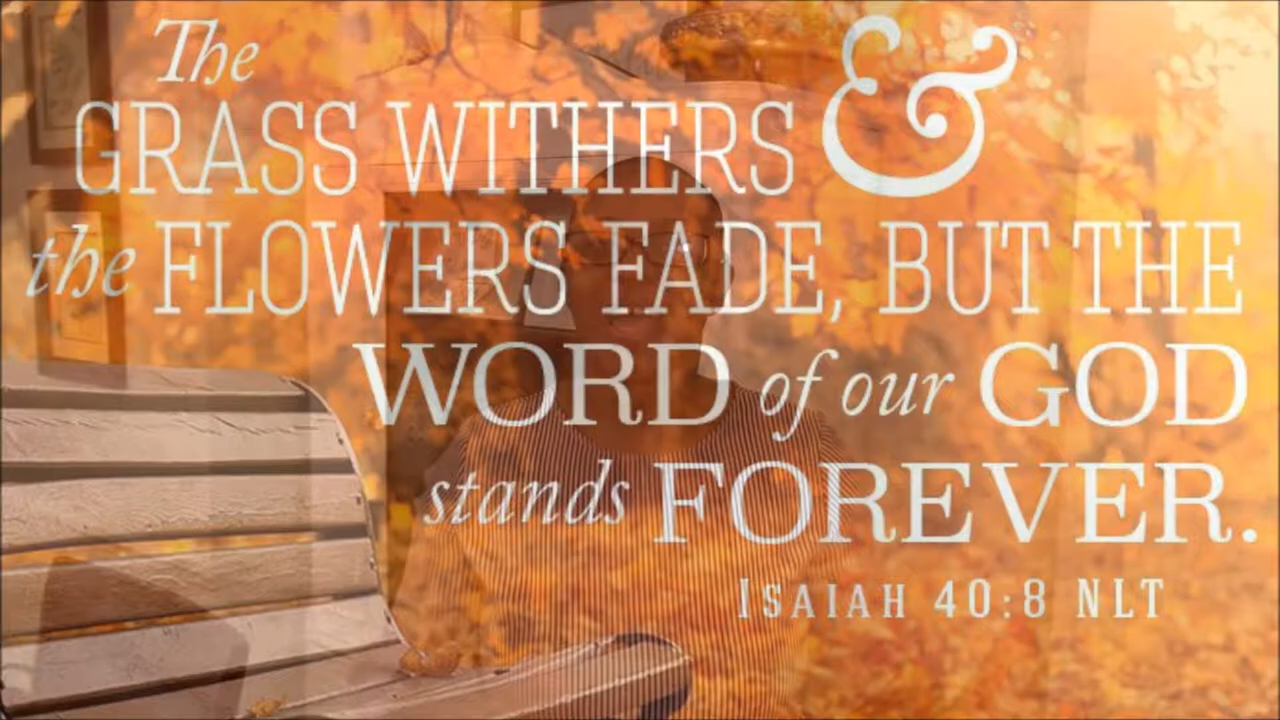 The
GRASS WITHERS &
the FLOWERS FADE, BUT THE
WORD of our GOD
stands FOREVER.
ISAIAH 40:8 NLT